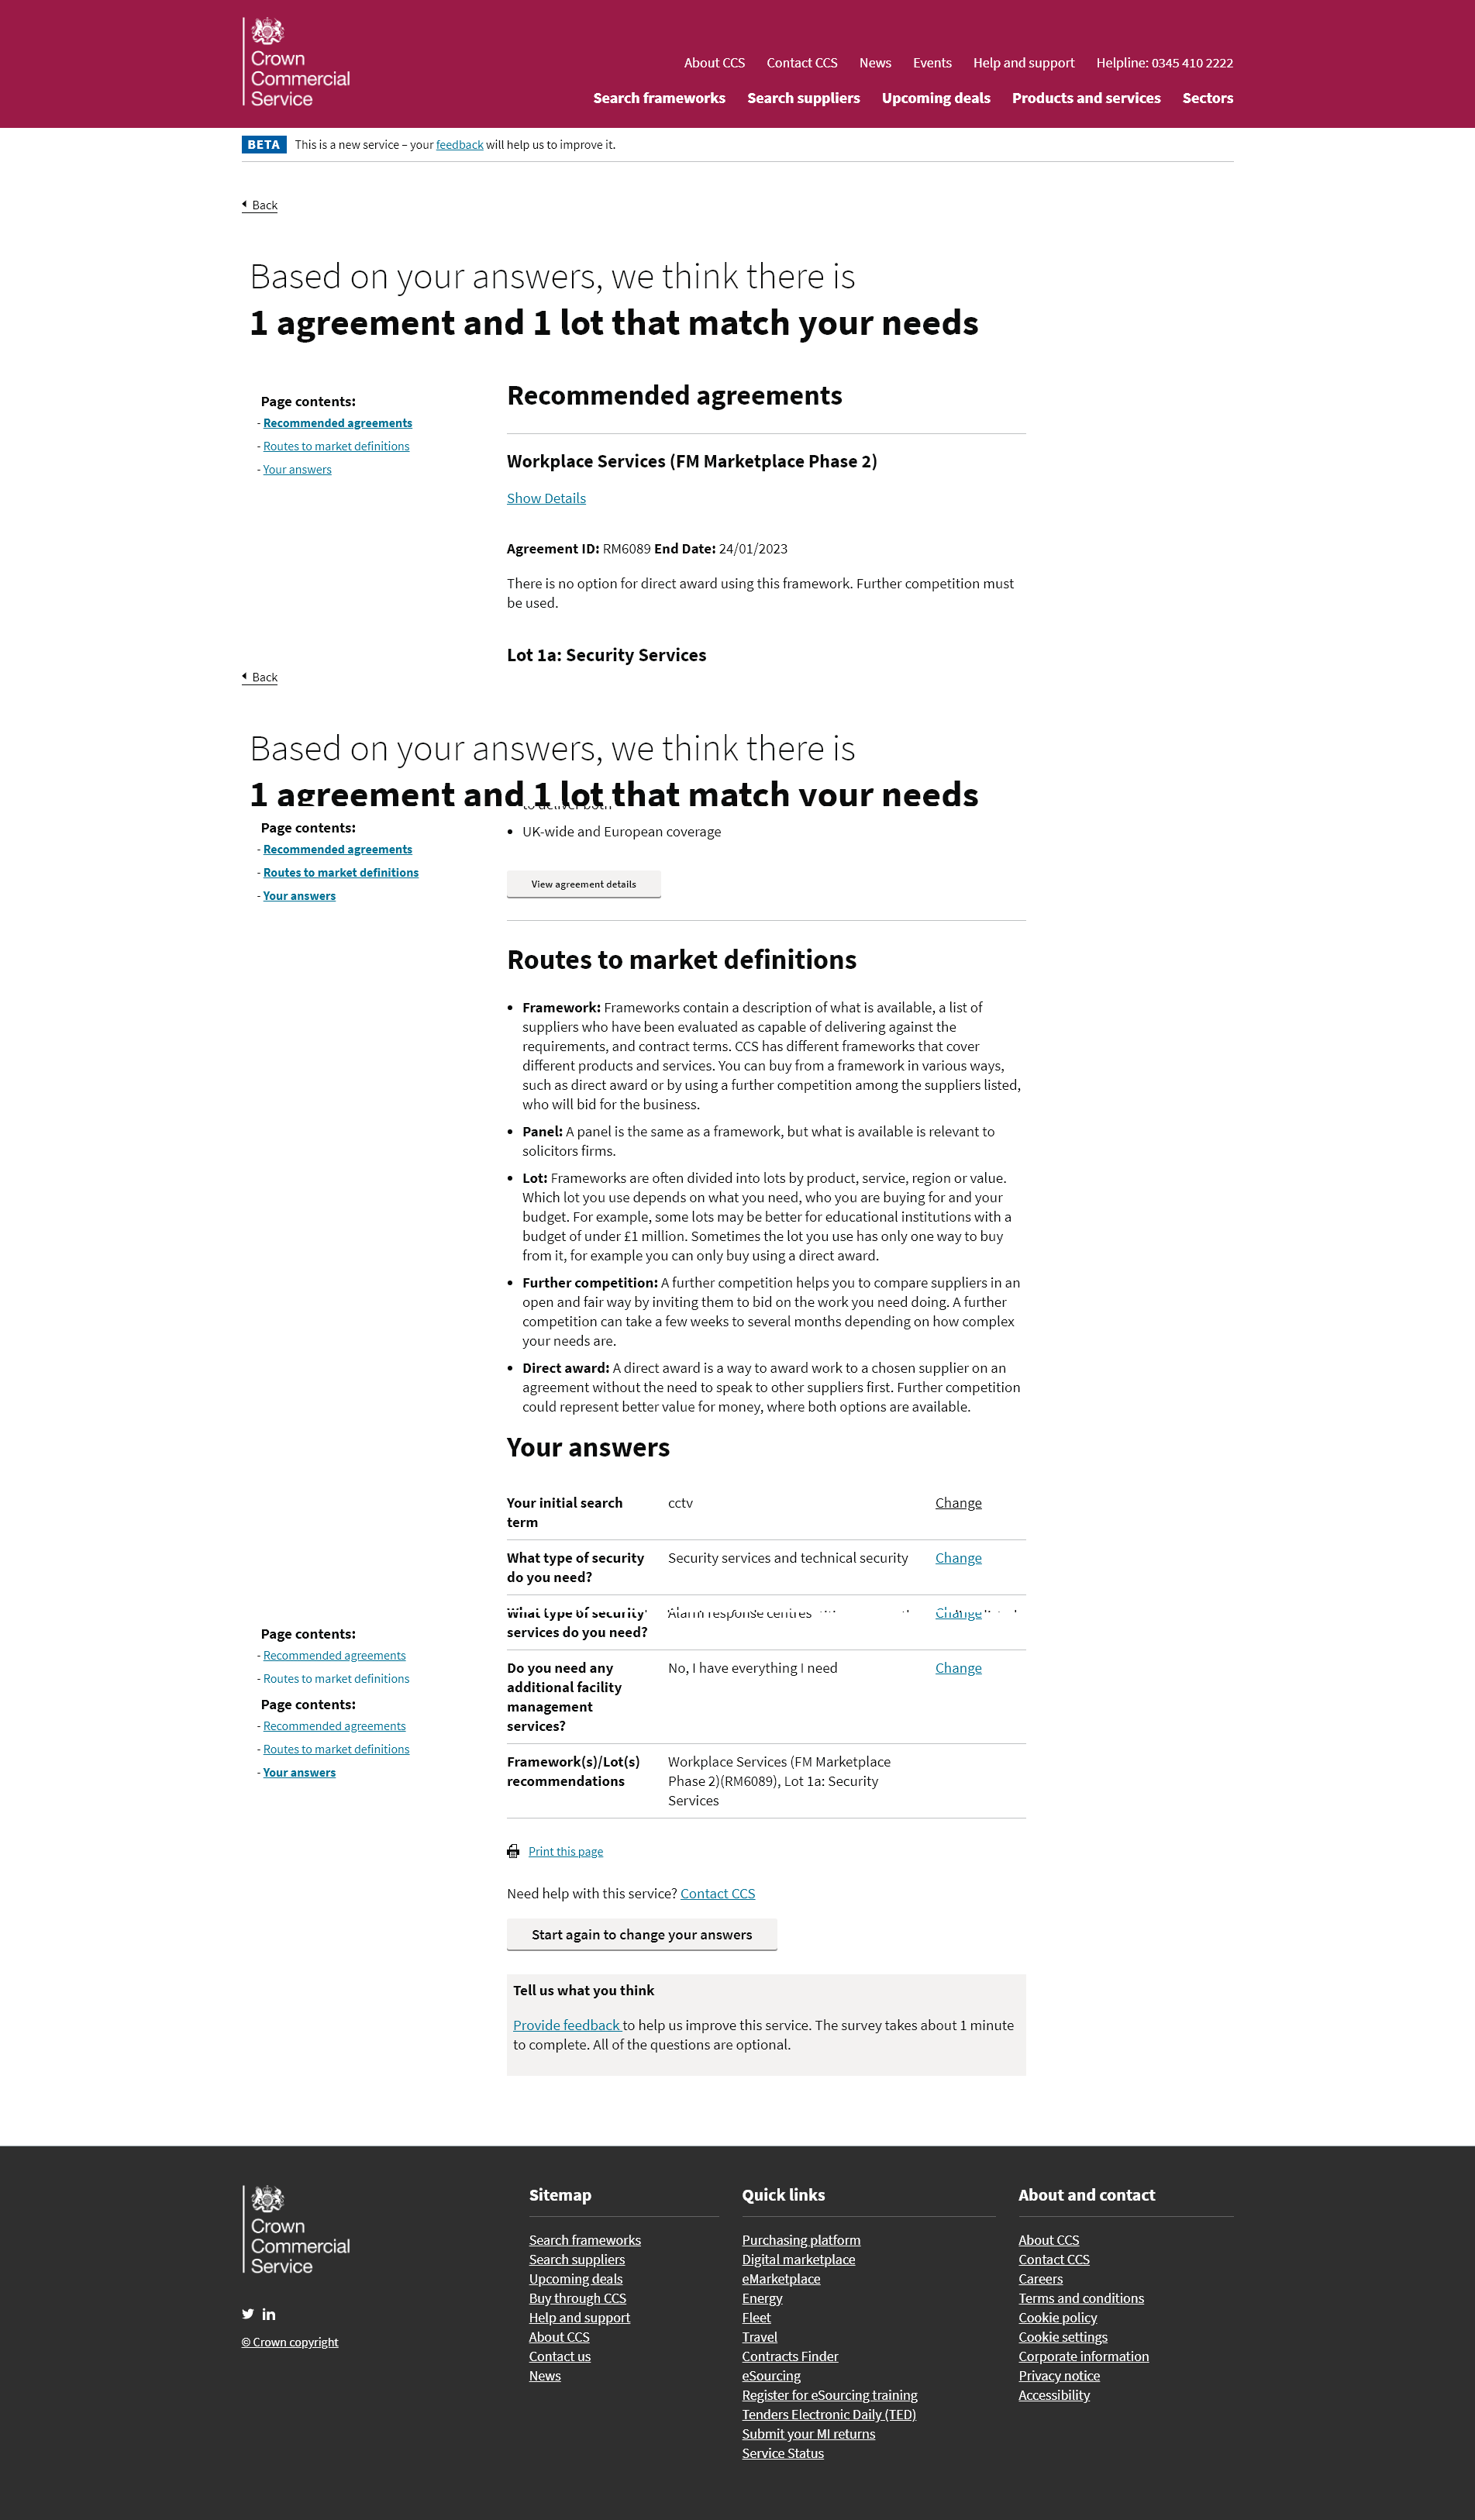 Crown
Commercial
Service
About CCS Contact CCS News Events Help and support Helpline: 0345 410 2222
Search frameworks Search suppliers Upcoming deals Products and services Sectors
BETA This is a new service – your feedback will help us to improve it.
Back
Based on your answers, we think there is
1 agreement and 1 lot that match your needs
Page contents:
- Recommended agreements
- Routes to market definitions
- Your answers
Recommended agreements
Workplace Services (FM Marketplace Phase 2)
Show Details
Agreement ID: RM6089 End Date: 24/01/2023
There is no option for direct award using this framework. Further competition must
be used.
Lot 1a: Security Services
Back
Based on your answers, we think there is
1 agreement and 1 lot that match your needs
to deliver both
Page contents:
- Recommended agreements
- Routes to market definitions
- Your answers
• UK-wide and European coverage
View agreement details
Routes to market definitions
• Framework: Frameworks contain a description of what is available, a list of
suppliers who have been evaluated as capable of delivering against the
requirements, and contract terms. CCS has different frameworks that cover
different products and services. You can buy from a framework in various ways,
such as direct award or by using a further competition among the suppliers listed,
who will bid for the business.
• Panel: A panel is the same as a framework, but what is available is relevant to
solicitors firms.
• Lot: Frameworks are often divided into lots by product, service, region or value.
Which lot you use depends on what you need, who you are buying for and your
budget. For example, some lots may be better for educational institutions with a
budget of under £1 million. Sometimes the lot you use has only one way to buy
from it, for example you can only buy using a direct award.
• Further competition: A further competition helps you to compare suppliers in an
open and fair way by inviting them to bid on the work you need doing. A further
competition can take a few weeks to several months depending on how complex
your needs are.
• Direct award: A direct award is a way to award work to a chosen supplier on an
agreement without the need to speak to other suppliers first. Further competition
could represent better value for money, where both options are available.
Your answers
Your initial search cctv Change
term
What type of security Security services and technical security Change
do you need?
What type of security Alarm response centres Change
services do you need?
Page contents:
- Recommended agreements
- Routes to market definitions
Page contents:
- Recommended agreements
- Routes to market definitions
- Your answers
Do you need any No, I have everything I need Change
additional facility
management
services?
Framework(s)/Lot(s) Workplace Services (FM Marketplace
recommendations Phase 2)(RM6089), Lot 1a: Security
Services
Print this page
Need help with this service? Contact CCS
Start again to change your answers
Tell us what you think
Provide feedback to help us improve this service. The survey takes about 1 minute
to complete. All of the questions are optional.
Crown
Commercial
Service
© Crown copyright
Sitemap
Search frameworks
Search suppliers
Upcoming deals
Buy through CCS
Help and support
About CCS
Contact us
News
Quick links
Purchasing platform
Digital marketplace
eMarketplace
Energy
Fleet
Travel
Contracts Finder
eSourcing
Register for eSourcing training
Tenders Electronic Daily (TED)
Submit your MI returns
Service Status
About and contact
About CCS
Contact CCS
Careers
Terms and conditions
Cookie policy
Cookie settings
Corporate information
Privacy notice
Accessibility